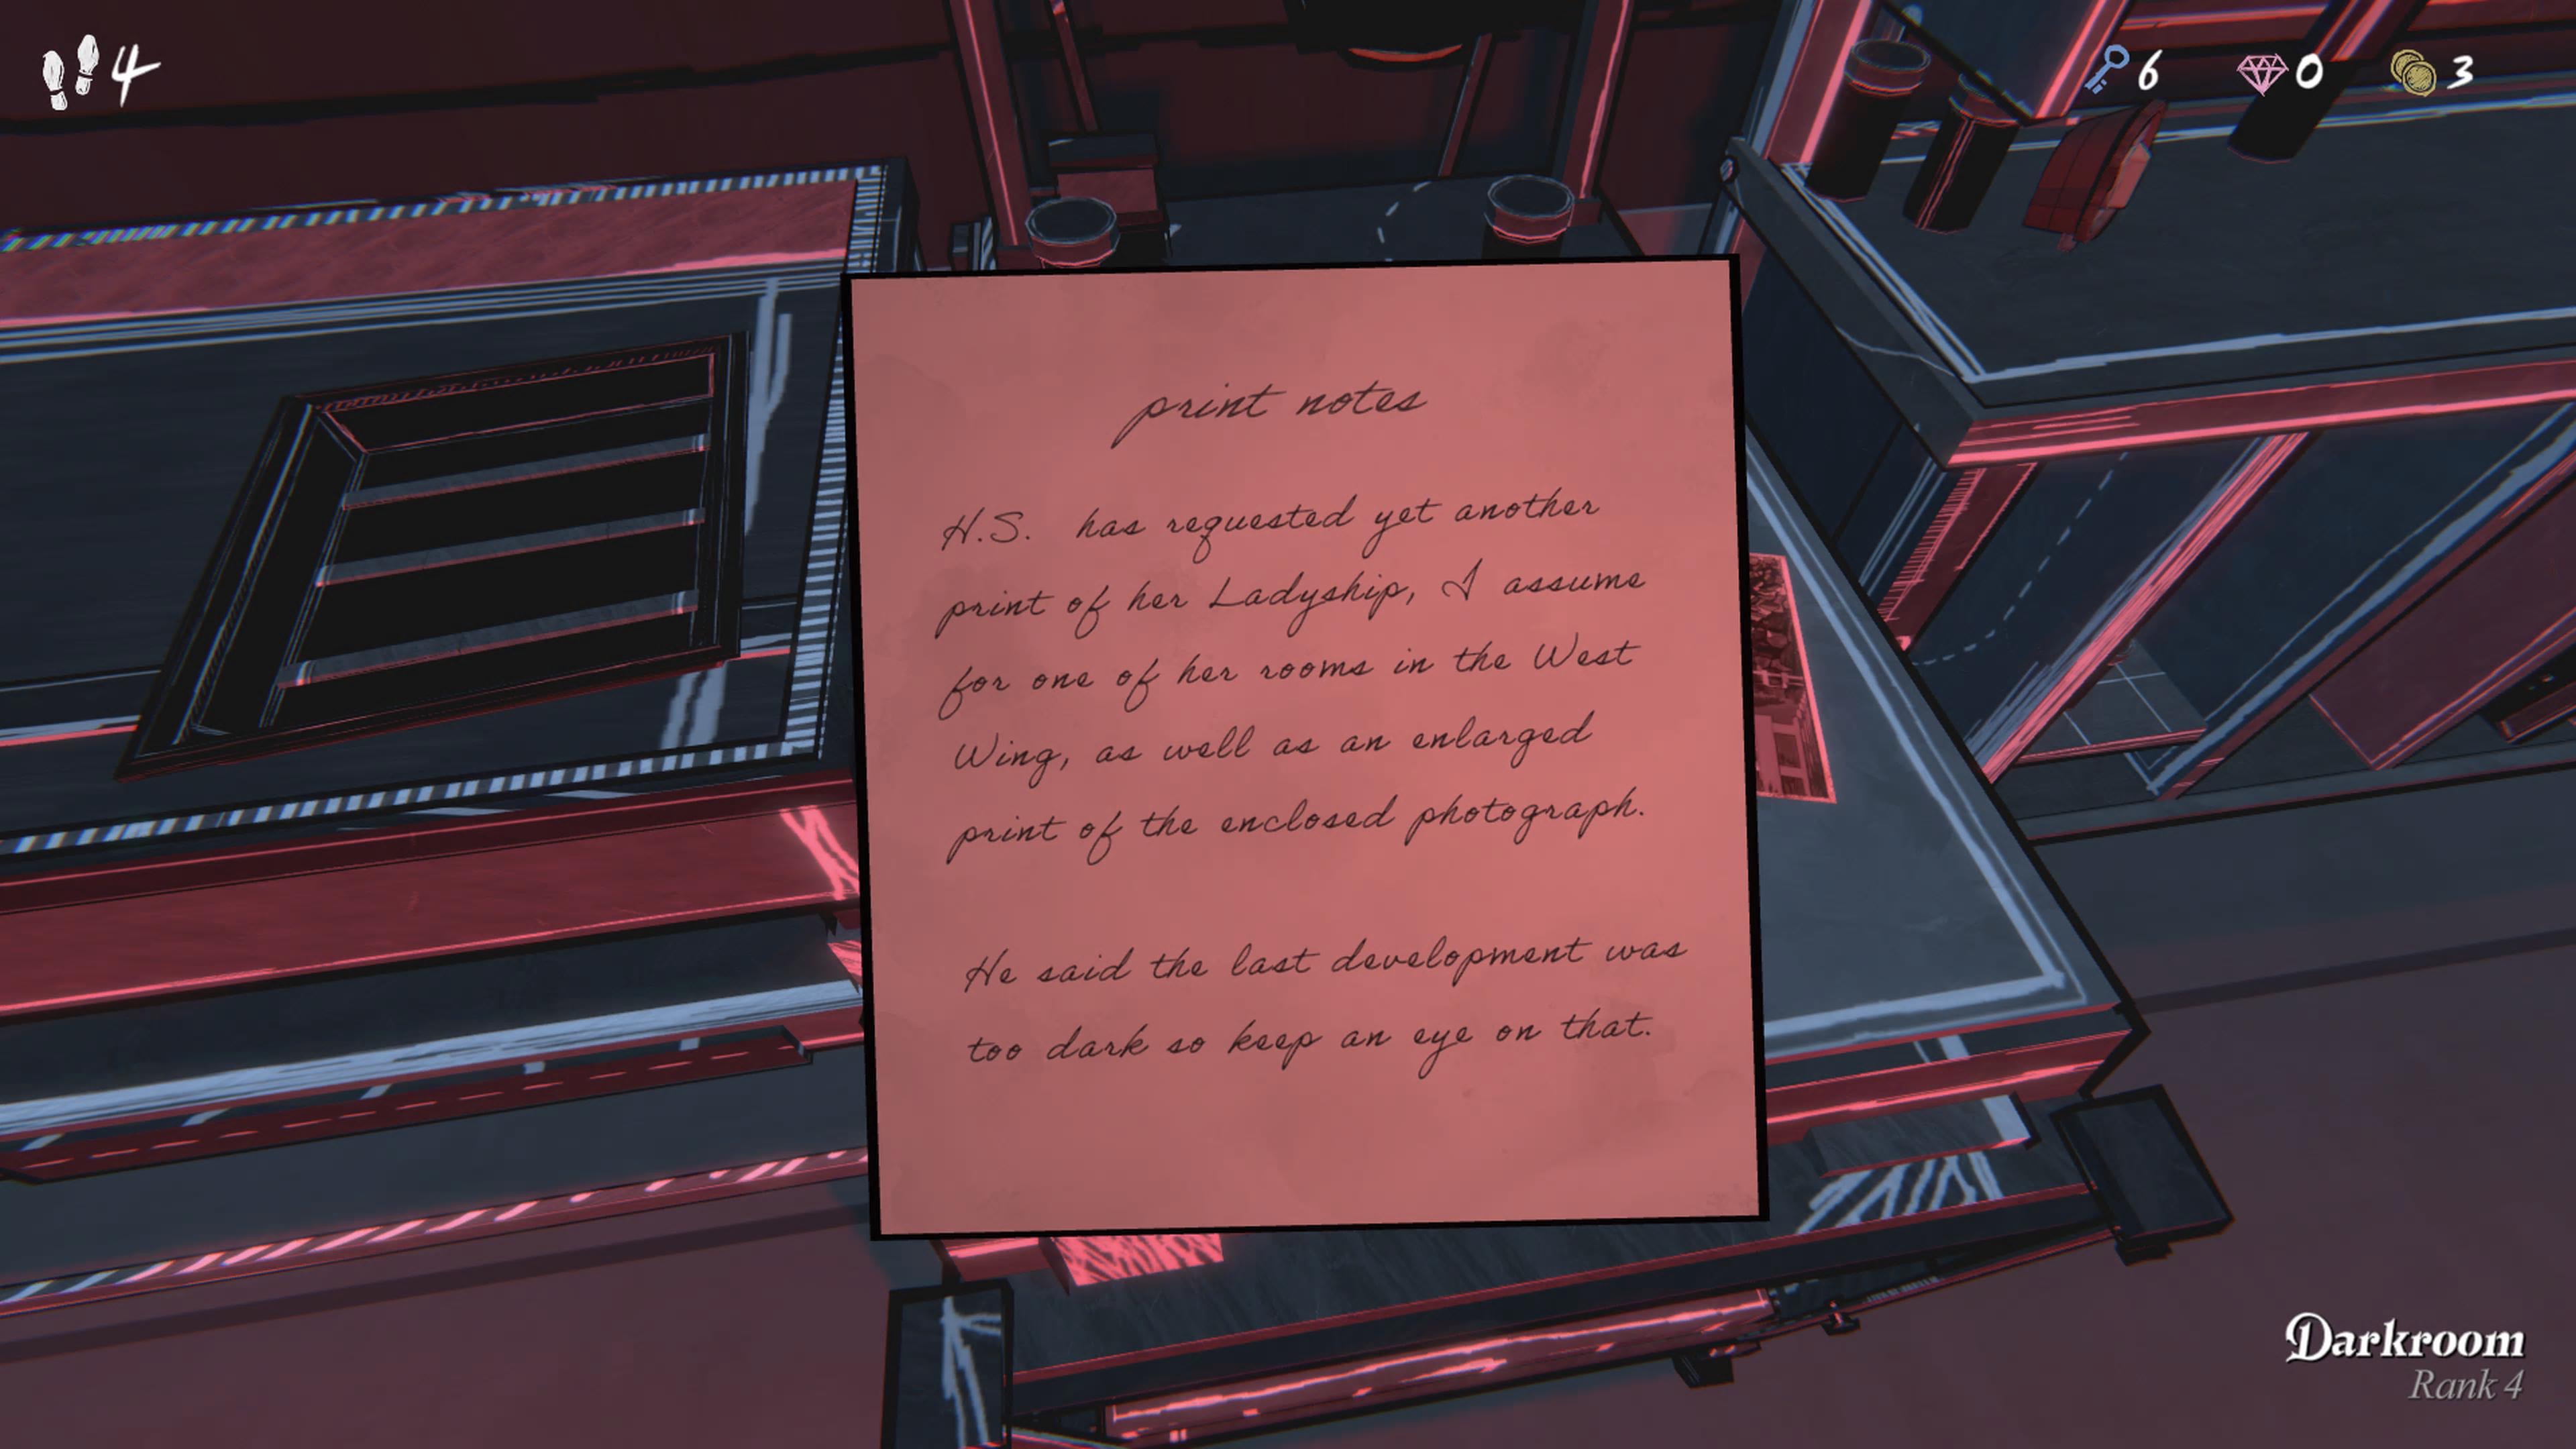 4
6
0
3
print notes
H.S. has requested yet another
print of her Ladyship, I assume
for one of her rooms in the West
Wing, as well as an enlarged
print of the enclosed photograph.
He said the last development was
too dark so keep an eye on that.
Darkroom
Rank 4